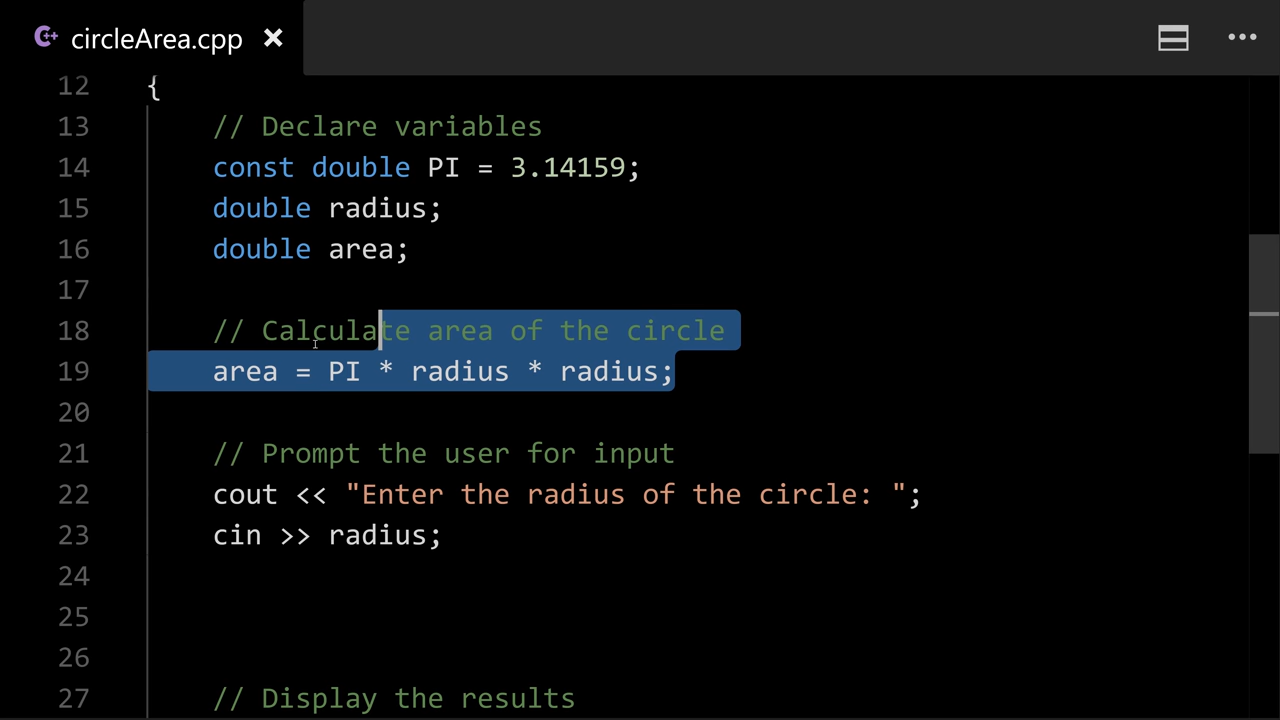 circleArea.cpp
12 {
13 // Declare variables
14 const double PI = 3.14159;
15 double radius;
16 double area;
17
18 // Calculate area of the circle
19 area = PI * radius * radius;
20
21 // Prompt the user for input
22 cout << "Enter the radius of the circle: ";
23 cin >> radius;
24
25
26
27 // Display the results